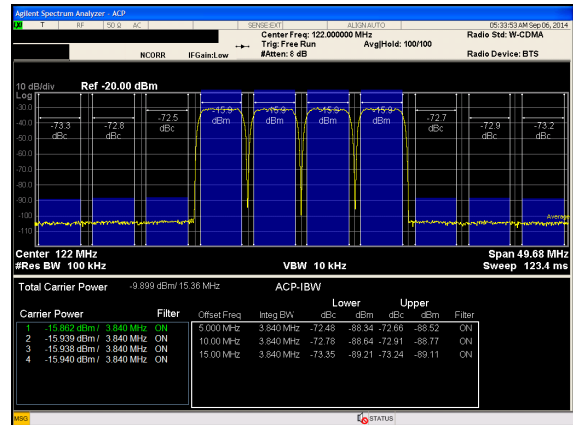 Agilent Spectrum Analyzer - ACP
LXI T RF 50 Ω AC SENSE:EXT ALIGNAUTO 05:33:53 AM Sep 06, 2014
Center Freq: 122.000000 MHz Radio Std: W-CDMA
Trig: Free Run Avg|Hold: 100/100
NCORR IFGain:Low #Atten: 8 dB Radio Device: BTS
10 dB/div Ref -20.00 dBm
Log
-30.0
-40.0
-50.0
-60.0
-70.0
-80.0
-90.0
-100
-110
-73.3 dBc
-72.8 dBc
-72.5 dBc
-15.9 dBm
-15.9 dBm
-15.9 dBm
-15.9 dBm
-72.7 dBc
-72.9 dBc
-73.2 dBc
Average
Center 122 MHz Span 49.68 MHz
#Res BW 100 kHz VBW 10 kHz Sweep 123.4 ms
Total Carrier Power -9.899 dBm/ 15.36 MHz ACP-IBW
Lower Upper
Carrier Power Filter Offset Freq Integ BW dBc dBm dBc dBm Filter
1 -15.862 dBm / 3.840 MHz ON 5.000 MHz 3.840 MHz -72.48 -88.34 -72.66 -88.52 ON
2 -15.939 dBm / 3.840 MHz ON 10.00 MHz 3.840 MHz -72.78 -88.64 -72.91 -88.77 ON
3 -15.938 dBm / 3.840 MHz ON 15.00 MHz 3.840 MHz -73.35 -89.21 -73.24 -89.11 ON
4 -15.940 dBm / 3.840 MHz ON
MSG STATUS